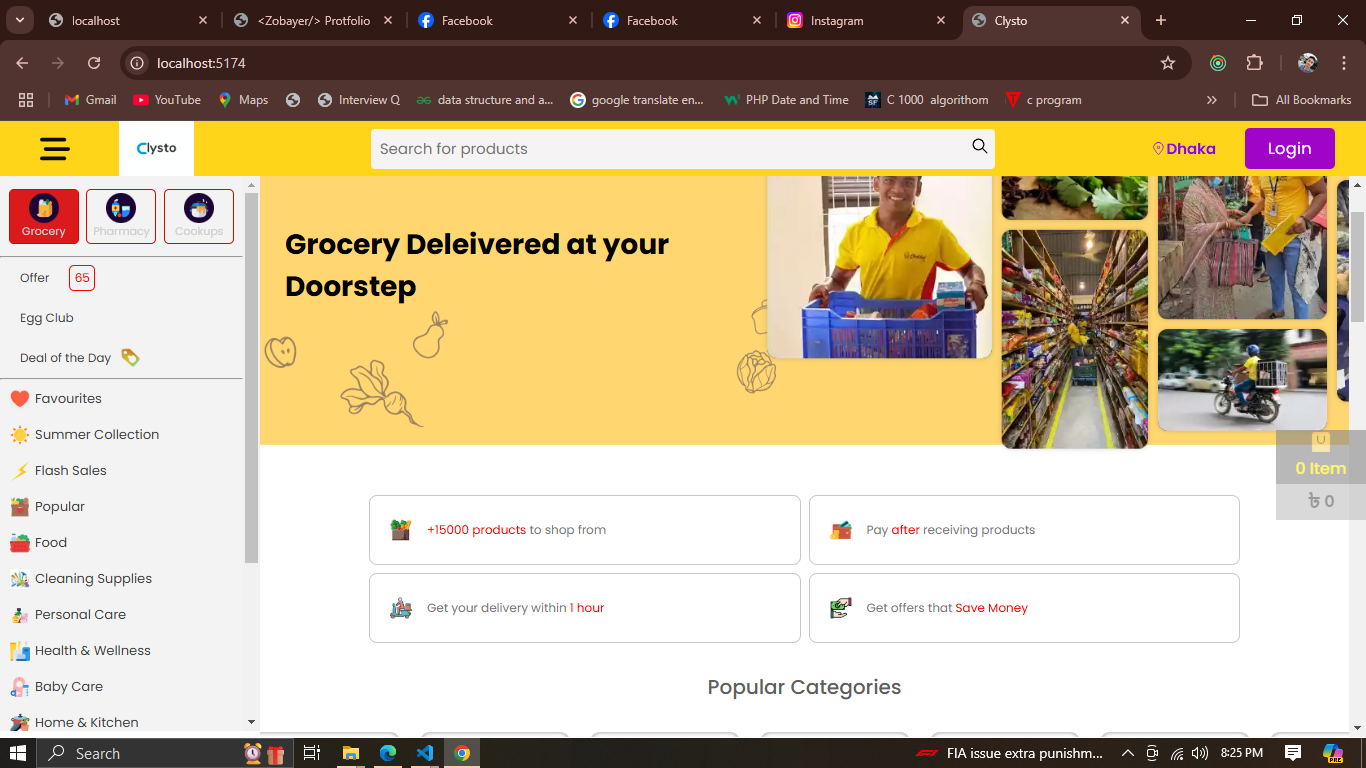 localhost
<Zobayer/> Protfolio
Facebook
Facebook
Instagram
Clysto
localhost:5174
Gmail
YouTube
Maps
Interview Q
data structure and a...
google translate en...
PHP Date and Time
C 1000 algorithom
c program
All Bookmarks
Clysto
Search for products
Dhaka
Login
Grocery
Pharmacy
Cookups
Offer 65
Egg Club
Deal of the Day
Favourites
Summer Collection
Flash Sales
Popular
Food
Cleaning Supplies
Personal Care
Health & Wellness
Baby Care
Home & Kitchen
Grocery Deleivered at your
Doorstep
0 Item
৳ 0
+15000 products to shop from
Pay after receiving products
Get your delivery within 1 hour
Get offers that Save Money
Popular Categories
Search
FIA issue extra punishm...
8:25 PM